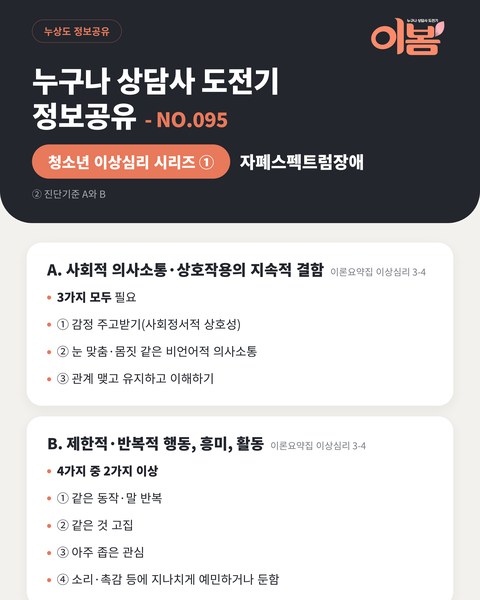 누상도 정보공유
누구나 상담사 도전기
이봄
누구나 상담사 도전기
정보공유 - NO.095
청소년 이상심리 시리즈 ① 자폐스펙트럼장애
② 진단기준 A와 B
A. 사회적 의사소통·상호작용의 지속적 결함 이론요약집 이상심리 3-4
• 3가지 모두 필요
• ① 감정 주고받기(사회정서적 상호성)
• ② 눈 맞춤·몸짓 같은 비언어적 의사소통
• ③ 관계 맺고 유지하고 이해하기
B. 제한적·반복적 행동, 흥미, 활동 이론요약집 이상심리 3-4
• 4가지 중 2가지 이상
• ① 같은 동작·말 반복
• ② 같은 것 고집
• ③ 아주 좁은 관심
• ④ 소리·촉감 등에 지나치게 예민하거나 둔함